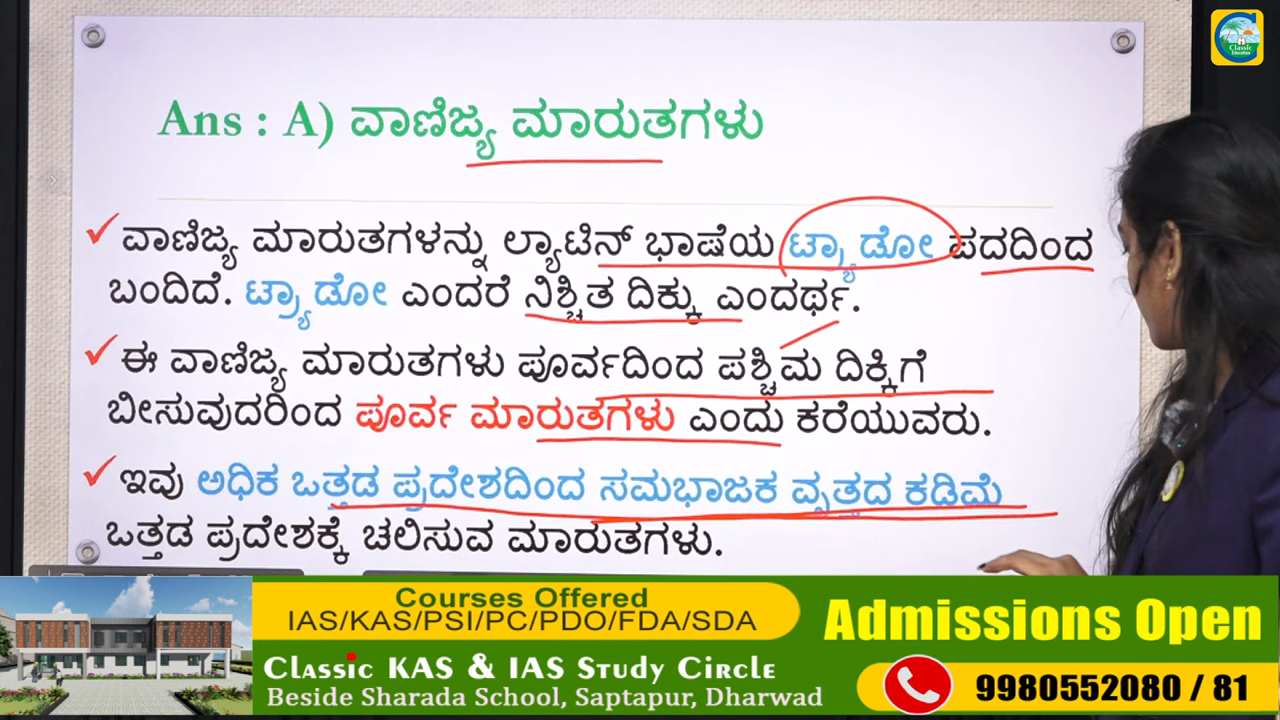 Classic
Education
Ans : A) ವಾಣಿಜ್ಯ ಮಾರುತಗಳು
ವಾಣಿಜ್ಯ ಮಾರುತಗಳನ್ನು ಲ್ಯಾಟಿನ್ ಭಾಷೆಯ ಟ್ರ್ಯಾಡೋ ಪದದಿಂದ
ಬಂದಿದೆ. ಟ್ರ್ಯಾಡೋ ಎಂದರೆ ನಿಶ್ಚಿತ ದಿಕ್ಕು ಎಂದರ್ಥ.
ಈ ವಾಣಿಜ್ಯ ಮಾರುತಗಳು ಪೂರ್ವದಿಂದ ಪಶ್ಚಿಮ ದಿಕ್ಕಿಗೆ
ಬೀಸುವುದರಿಂದ ಪೂರ್ವ ಮಾರುತಗಳು ಎಂದು ಕರೆಯುವರು.
ಇವು ಅಧಿಕ ಒತ್ತಡ ಪ್ರದೇಶದಿಂದ ಸಮಭಾಜಕ ವೃತ್ತದ ಕಡಿಮೆ
ಒತ್ತಡ ಪ್ರದೇಶಕ್ಕೆ ಚಲಿಸುವ ಮಾರುತಗಳು.
Courses Offered
IAS/KAS/PSI/PC/PDO/FDA/SDA
Classic KAS & IAS Study Circle
Beside Sharada School, Saptapur, Dharwad
Admissions Open
9980552080 / 81